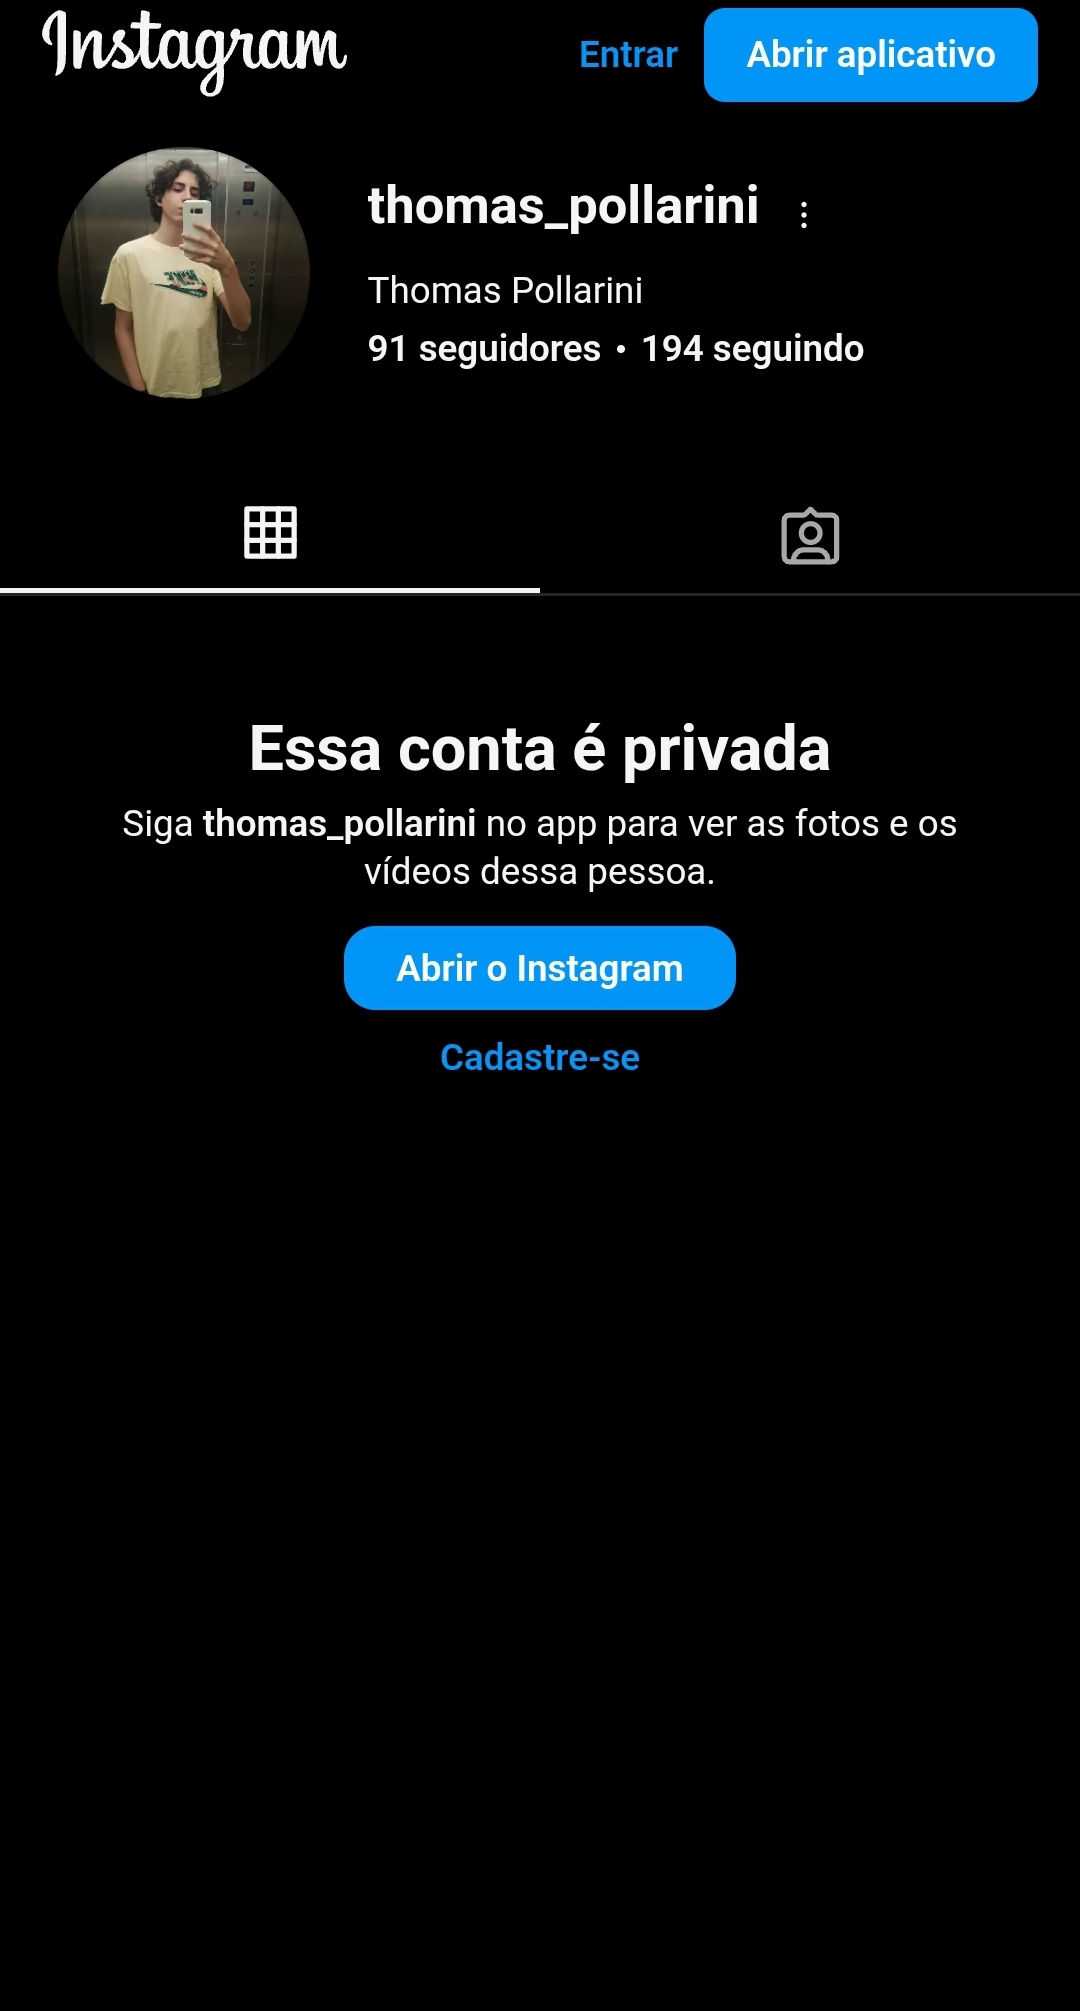 Instagram
Entrar
Abrir aplicativo
thomas_pollarini
Thomas Pollarini
91 seguidores • 194 seguindo
Essa conta é privada
Siga thomas_pollarini no app para ver as fotos e os
vídeos dessa pessoa.
Abrir o Instagram
Cadastre-se